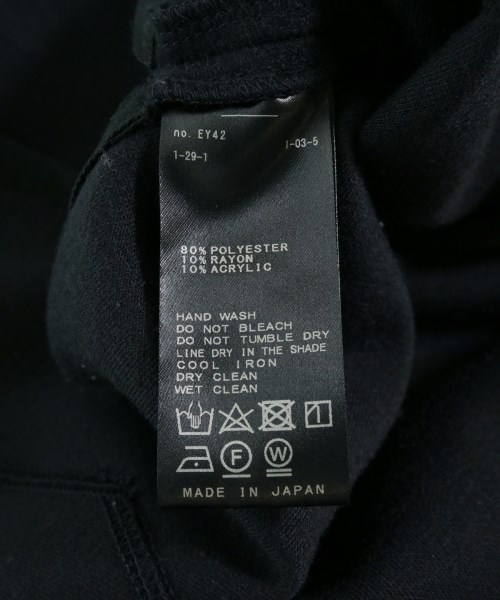 no. EY42
1-29-1 1-03-5
80% POLYESTER
10% RAYON
10% ACRYLIC
HAND WASH
DO NOT BLEACH
DO NOT TUMBLE DRY
LINE DRY IN THE SHADE
COOL IRON
DRY CLEAN
WET CLEAN
F W
MADE IN JAPAN